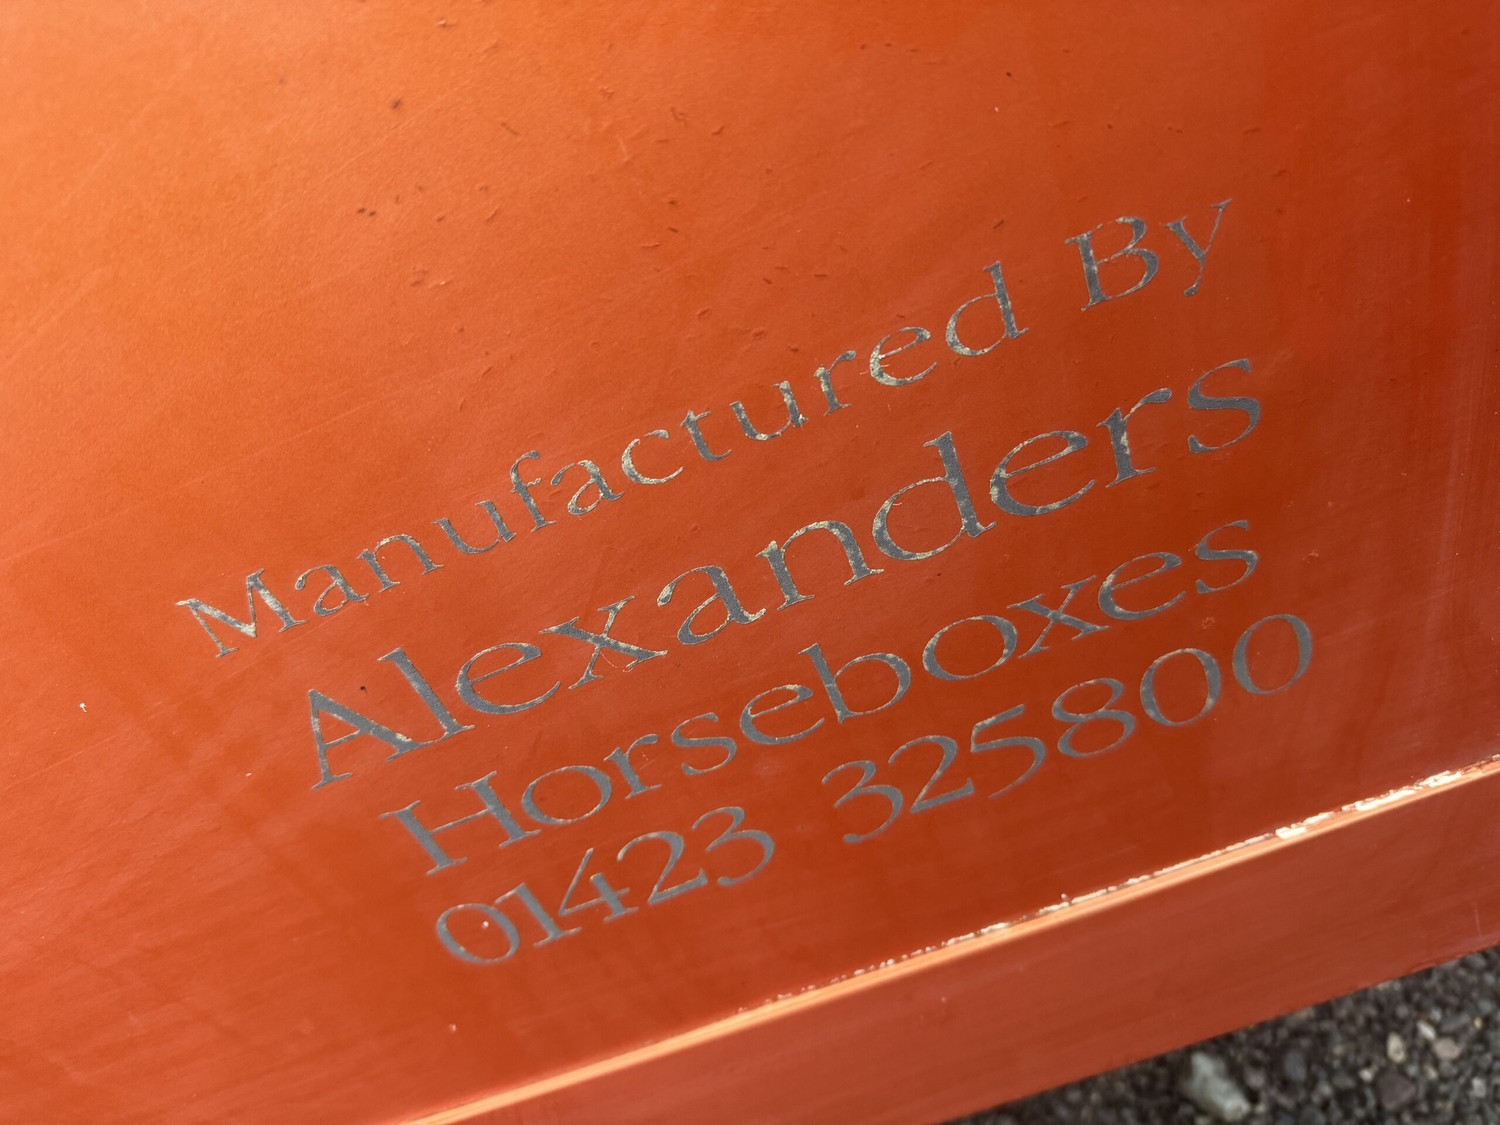 Manufactured By
Alexanders
Horseboxes
01423 325800